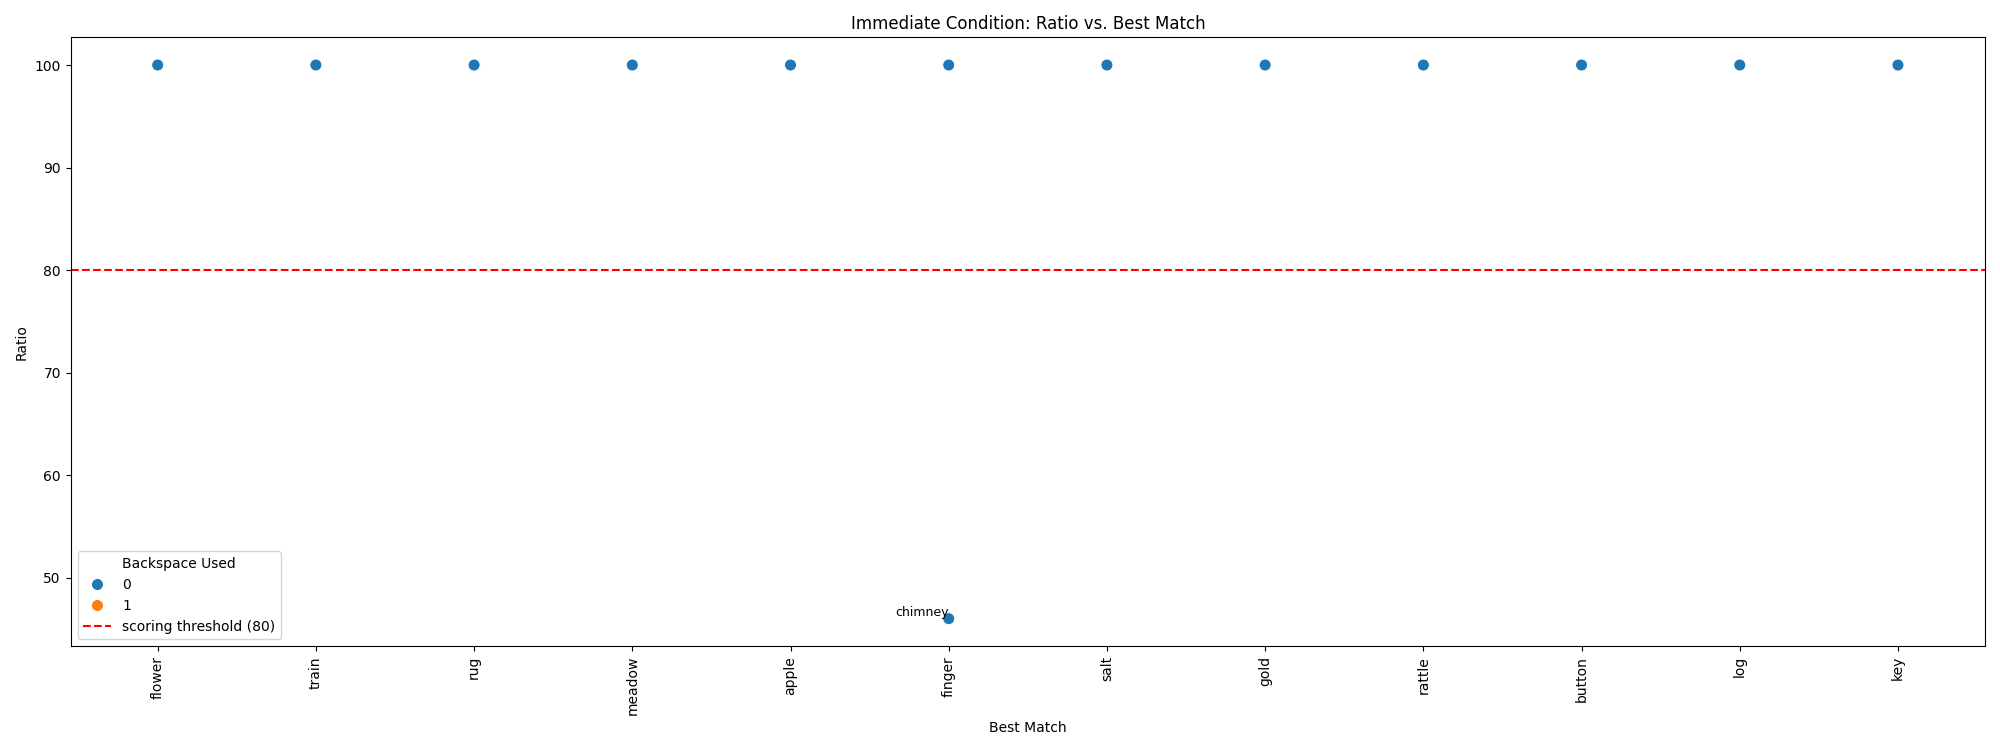 Immediate Condition: Ratio vs. Best Match
Ratio
100
90
80
70
60
50
chimney
Backspace Used
0
1
scoring threshold (80)
flower
train
rug
meadow
apple
finger
salt
gold
rattle
button
log
key
Best Match